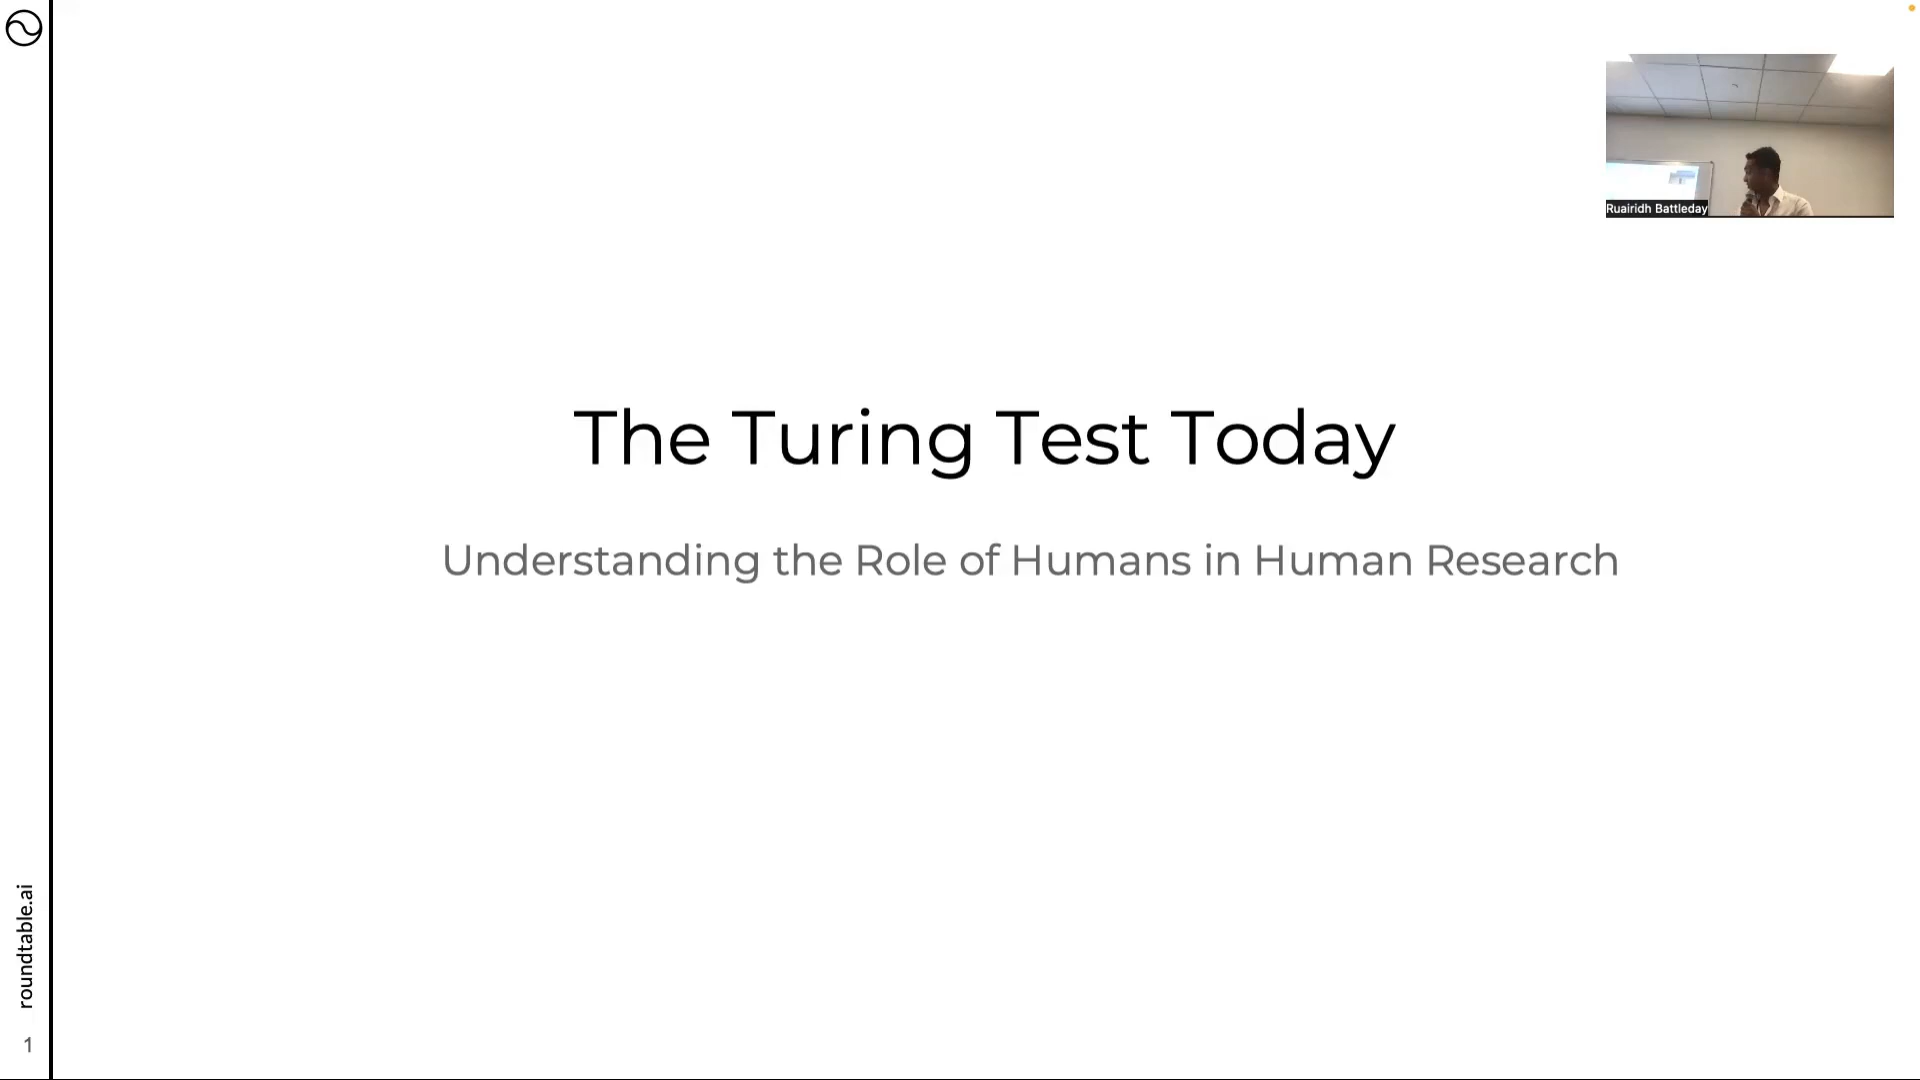 Ruairidh Battleday
The Turing Test Today
Understanding the Role of Humans in Human Research
roundtable.ai
1